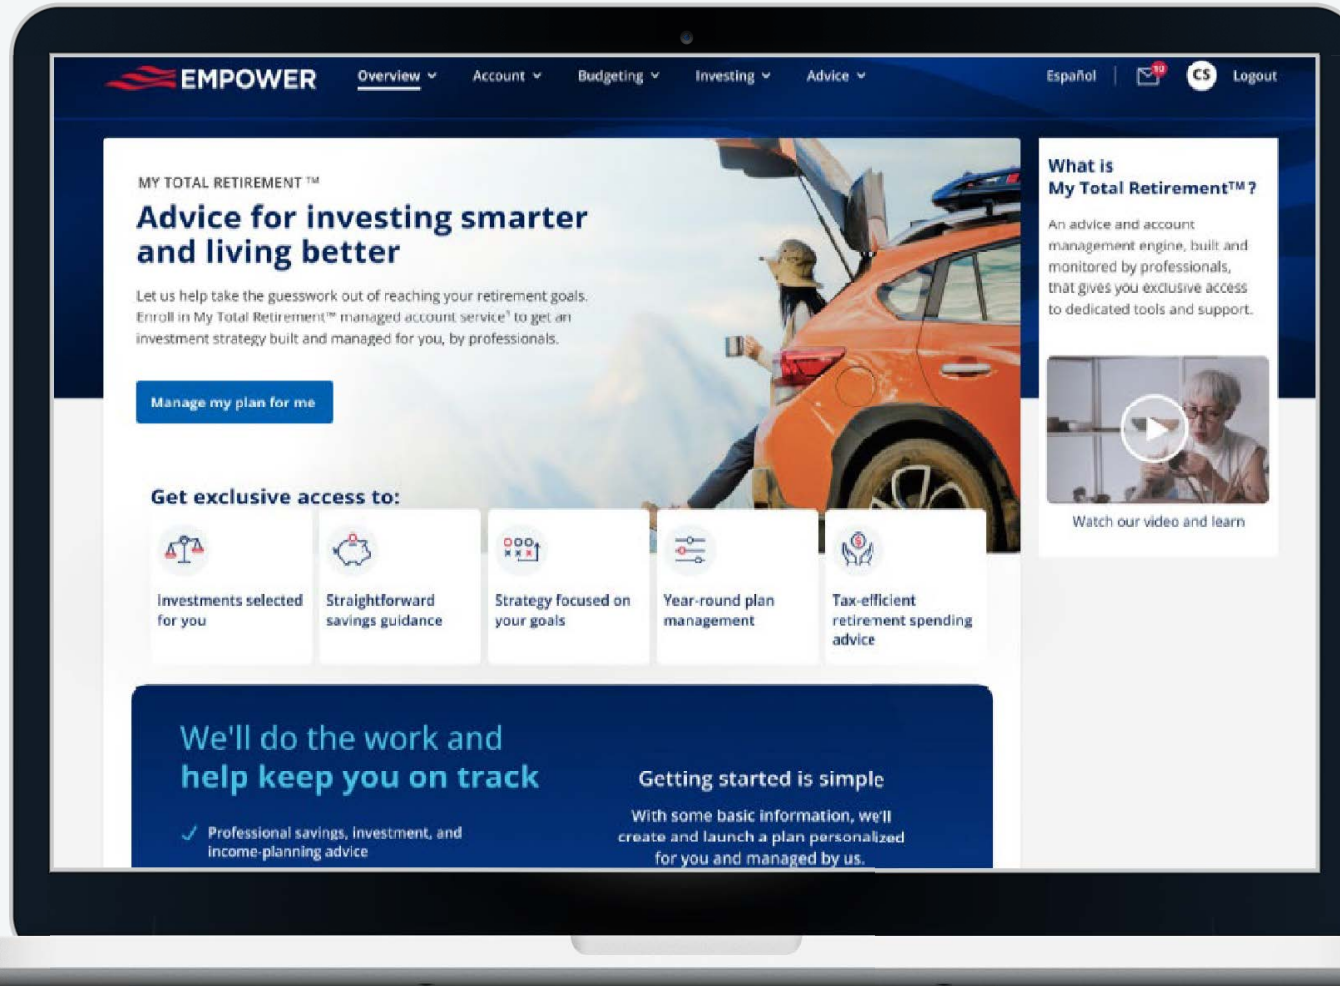 EMPOWER
Overview
Account
Budgeting
Investing
Advice
Español
10
CS
Logout
MY TOTAL RETIREMENT ™
Advice for investing smarter
and living better
Let us help take the guesswork out of reaching your retirement goals.
Enroll in My Total Retirement™ managed account service¹ to get an
investment strategy built and managed for you, by professionals.
Manage my plan for me
Get exclusive access to:
Investments selected
for you
Straightforward
savings guidance
Strategy focused on
your goals
Year-round plan
management
Tax-efficient
retirement spending
advice
We'll do the work and
help keep you on track
Professional savings, investment, and
income-planning advice
Getting started is simple
With some basic information, we'll
create and launch a plan personalized
for you and managed by us.
What is
My Total Retirement™?
An advice and account
management engine, built and
monitored by professionals,
that gives you exclusive access
to dedicated tools and support.
Watch our video and learn